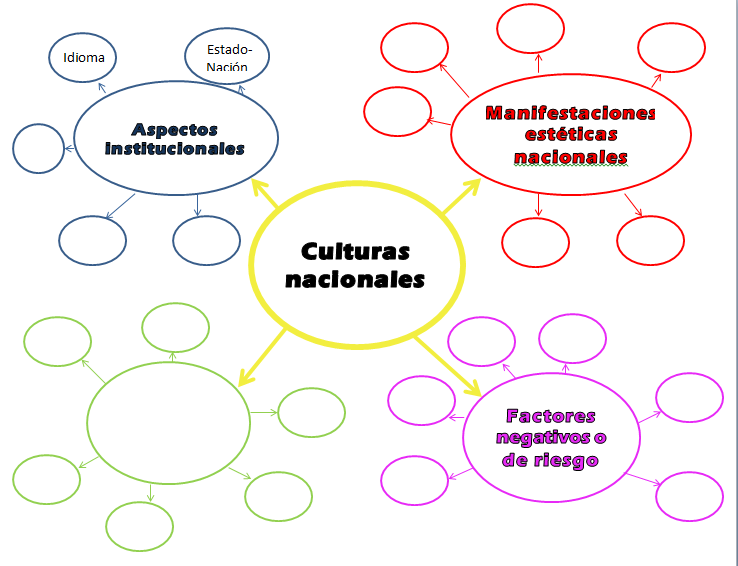 Idioma
Estado-
Nación
Aspectos
institucionales
Manifestaciones
estéticas
nacionales
Culturas
nacionales
Factores
negativos o
de riesgo